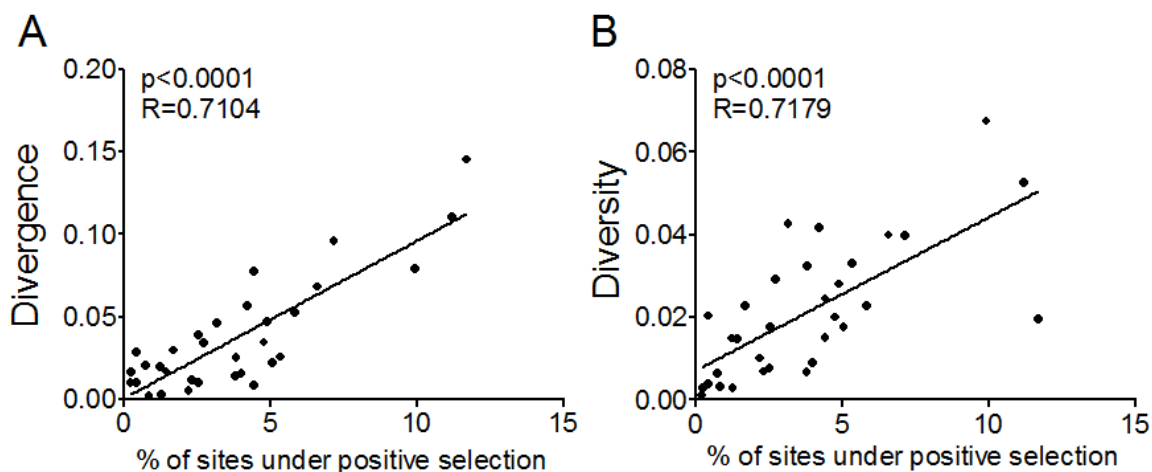 A
p<0.0001
R=0.7104
Divergence
0.20
0.15
0.10
0.05
0.00
0 5 10 15
% of sites under positive selection
B
p<0.0001
R=0.7179
Diversity
0.08
0.06
0.04
0.02
0.00
0 5 10 15
% of sites under positive selection